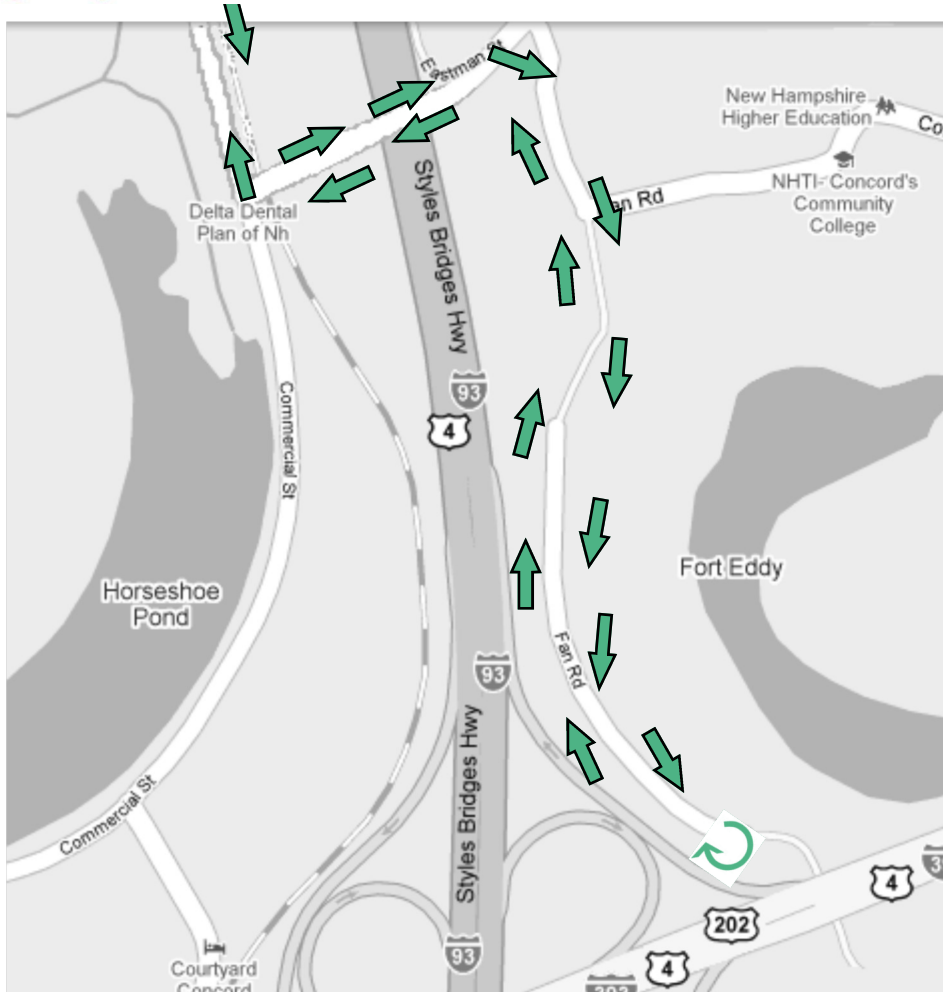 Eastman St
New Hampshire
Higher Education
Delta Dental
Plan of Nh
an Rd
NHTI- Concord's
Community
College
Styles Bridges Hwy
93
4
Commercial St
Horseshoe
Pond
Fort Eddy
Fan Rd
93
Styles Bridges Hwy
Commercial St
4
202
93
4
Courtyard
Concord